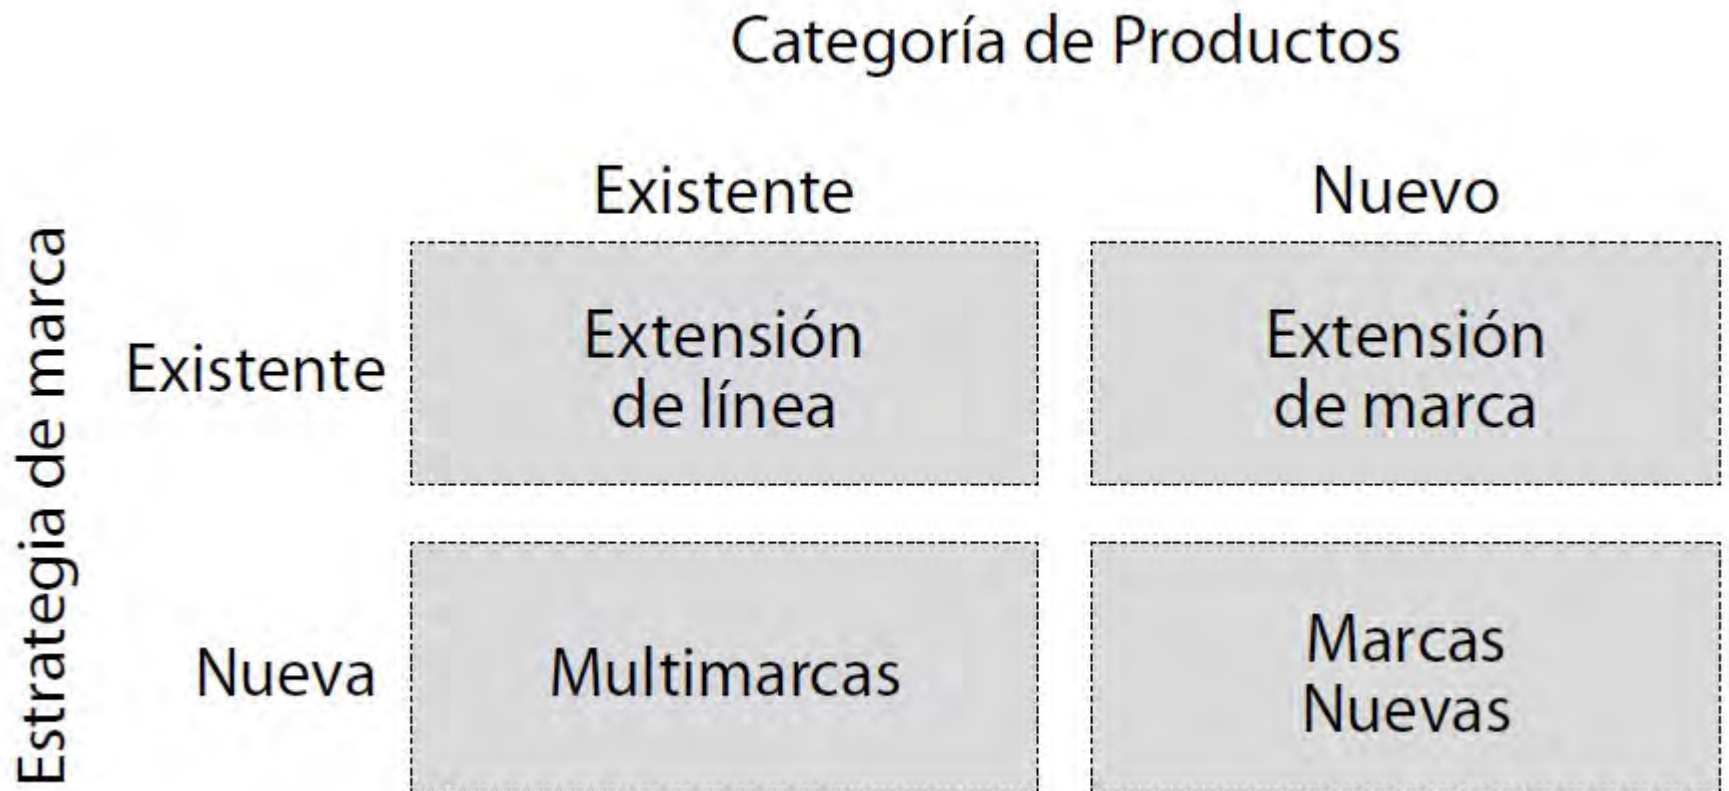 Categoría de Productos
Existente
Nuevo
Estrategia de marca
Existente
Extensión
de línea
Extensión
de marca
Nueva
Multimarcas
Marcas
Nuevas